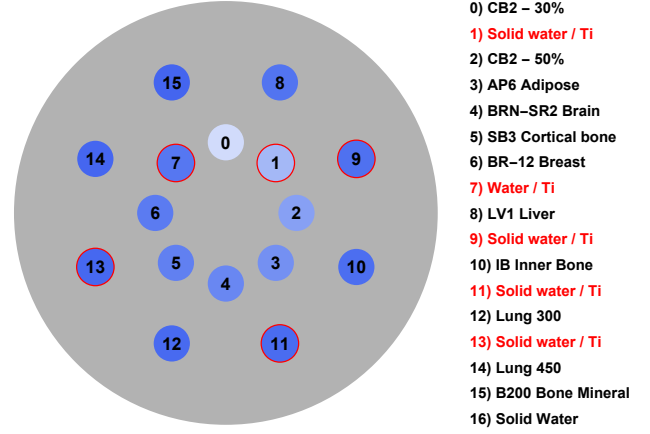 15
8
0
14
7
1
9
6
2
13
5
3
10
4
12
11
0) CB2 – 30%
1) Solid water / Ti
2) CB2 – 50%
3) AP6 Adipose
4) BRN–SR2 Brain
5) SB3 Cortical bone
6) BR–12 Breast
7) Water / Ti
8) LV1 Liver
9) Solid water / Ti
10) IB Inner Bone
11) Solid water / Ti
12) Lung 300
13) Solid water / Ti
14) Lung 450
15) B200 Bone Mineral
16) Solid Water